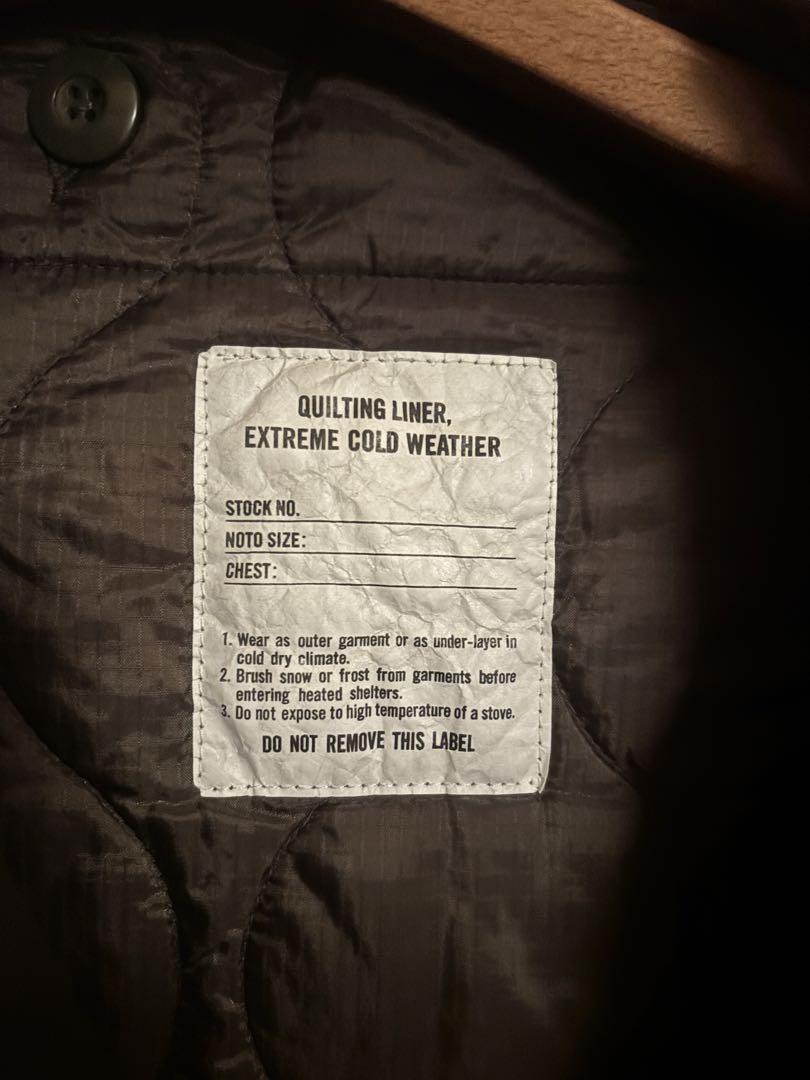 QUILTING LINER,
EXTREME COLD WEATHER
STOCK NO.
NOTO SIZE:
CHEST:
1. Wear as outer garment or as under-layer in
cold dry climate.
2. Brush snow or frost from garments before
entering heated shelters.
3. Do not expose to high temperature of a stove.
DO NOT REMOVE THIS LABEL